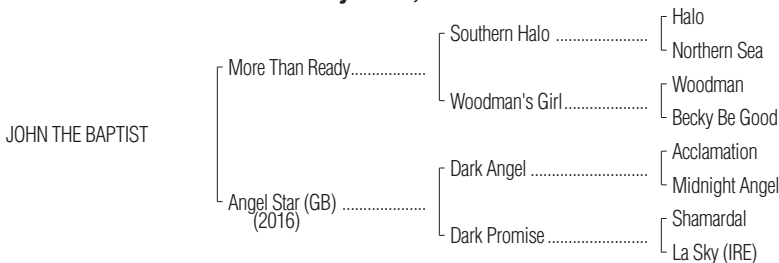 JOHN THE BAPTIST
More Than Ready..................
Angel Star (GB) ..................
(2016)
Southern Halo ....................
Woodman's Girl..................
Dark Angel .........................
Dark Promise.....................
Halo
Northern Sea
Woodman
Becky Be Good
Acclamation
Midnight Angel
Shamardal
La Sky (IRE)